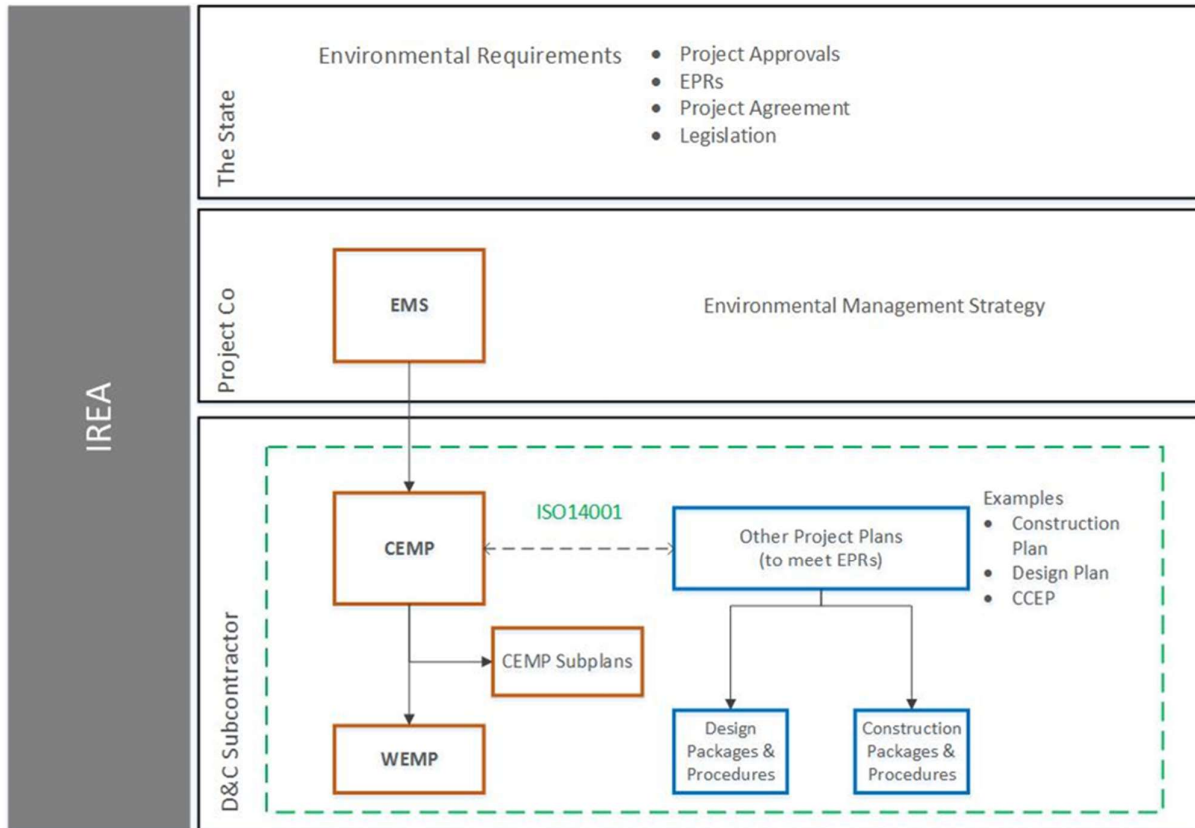 IREA
The State
Environmental Requirements
• Project Approvals
• EPRs
• Project Agreement
• Legislation
Project Co
EMS
Environmental Management Strategy
D&C Subcontractor
CEMP
ISO14001
Other Project Plans
(to meet EPRs)
Examples
• Construction
Plan
• Design Plan
• CCEP
CEMP Subplans
WEMP
Design
Packages &
Procedures
Construction
Packages &
Procedures